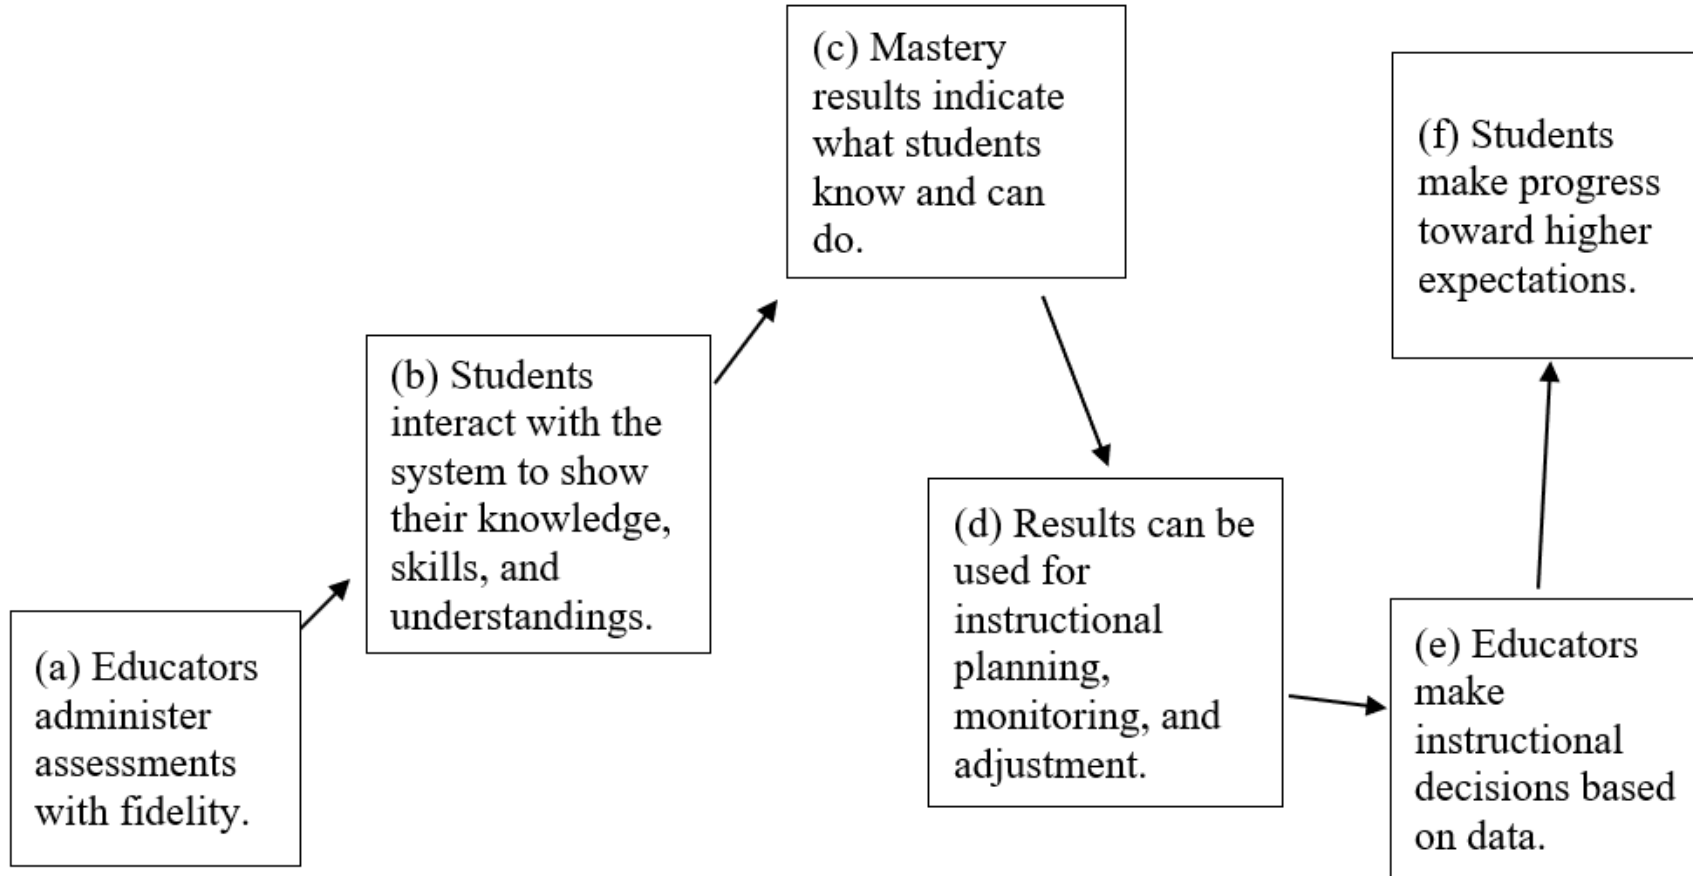 (a) Educators
administer
assessments
with fidelity.
(b) Students
interact with the
system to show
their knowledge,
skills, and
understandings.
(c) Mastery
results indicate
what students
know and can
do.
(d) Results can be
used for
instructional
planning,
monitoring, and
adjustment.
(e) Educators
make
instructional
decisions based
on data.
(f) Students
make progress
toward higher
expectations.